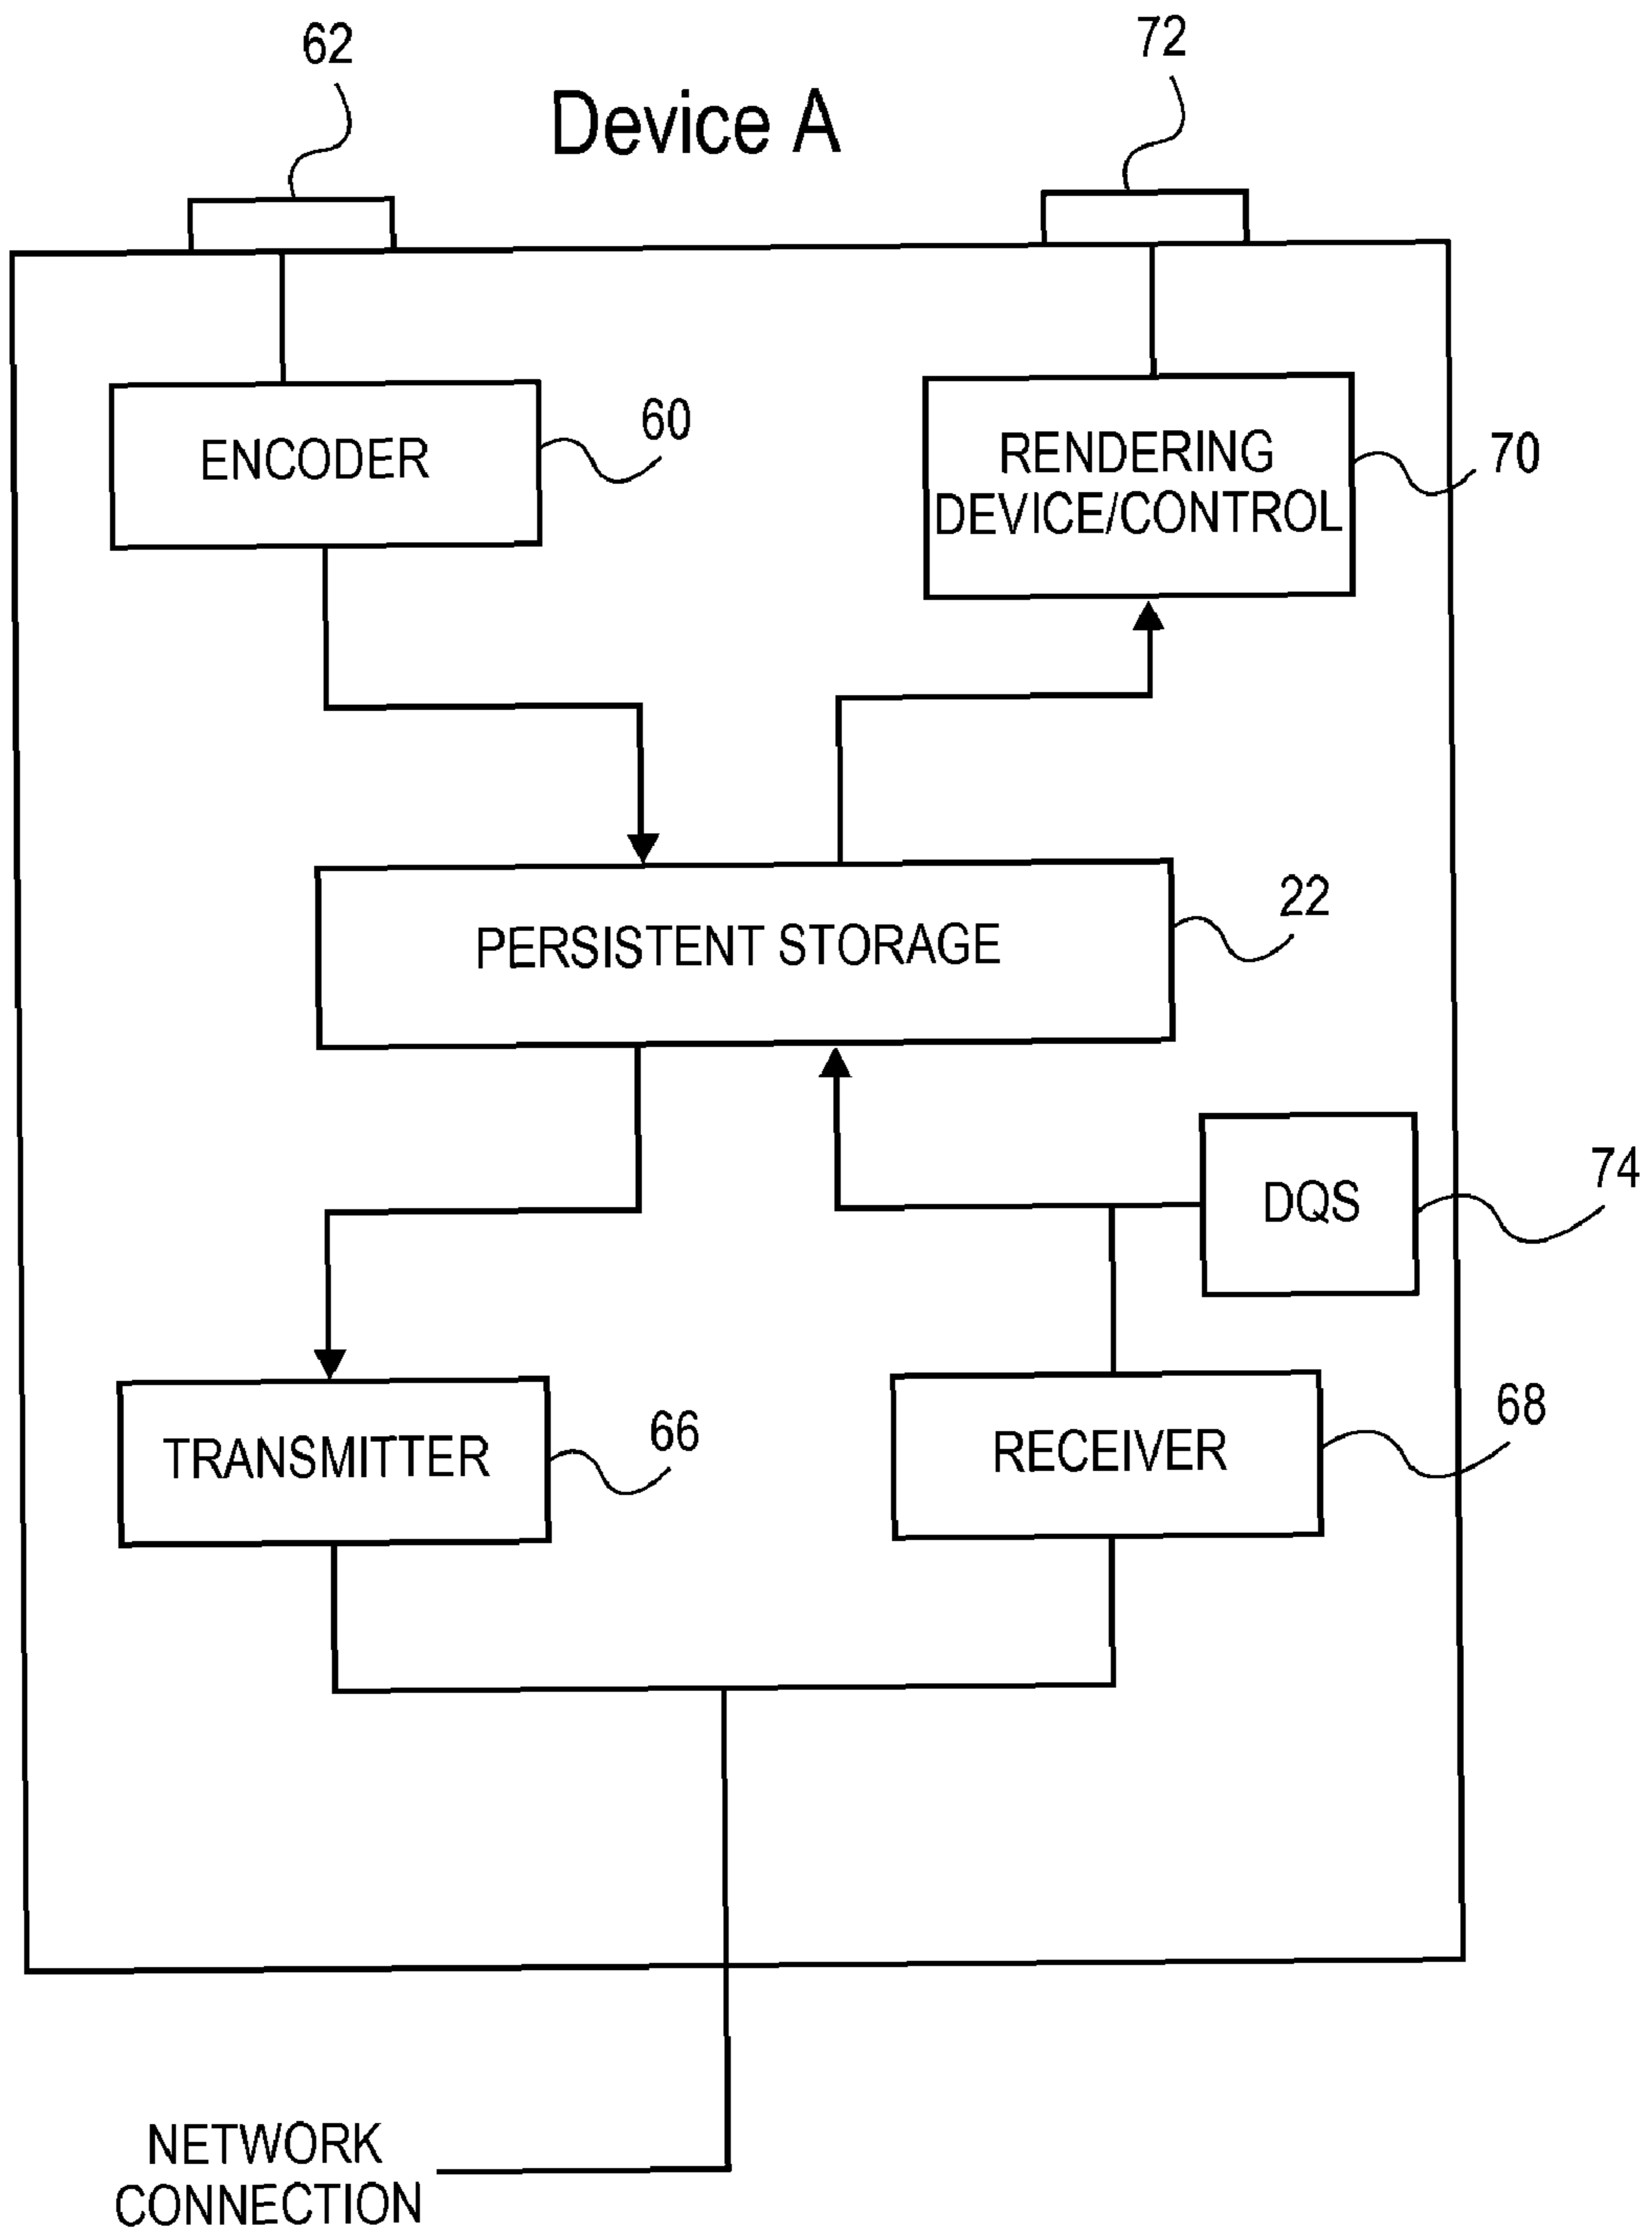 62
72
Device A
ENCODER
60
RENDERING
DEVICE/CONTROL
70
PERSISTENT STORAGE
22
DQS
74
TRANSMITTER
66
RECEIVER
68
NETWORK
CONNECTION